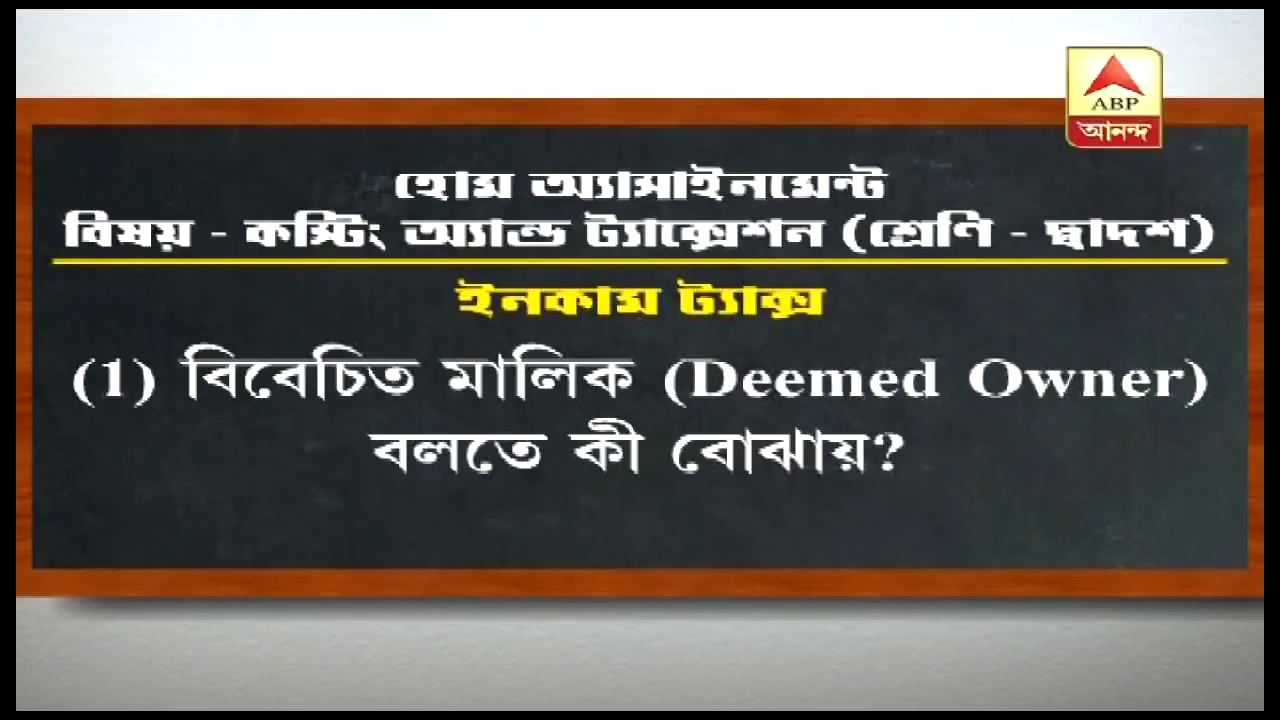 ABP
আনন্দ
হোম অ্যাসাইনমেন্ট
বিষয় - কস্টিং অ্যান্ড ট্যাক্সেশন (শ্রেণি - দ্বাদশ)
ইনকাম ট্যাক্স
(1) বিবেচিত মালিক (Deemed Owner)
বলতে কী বোঝায়?